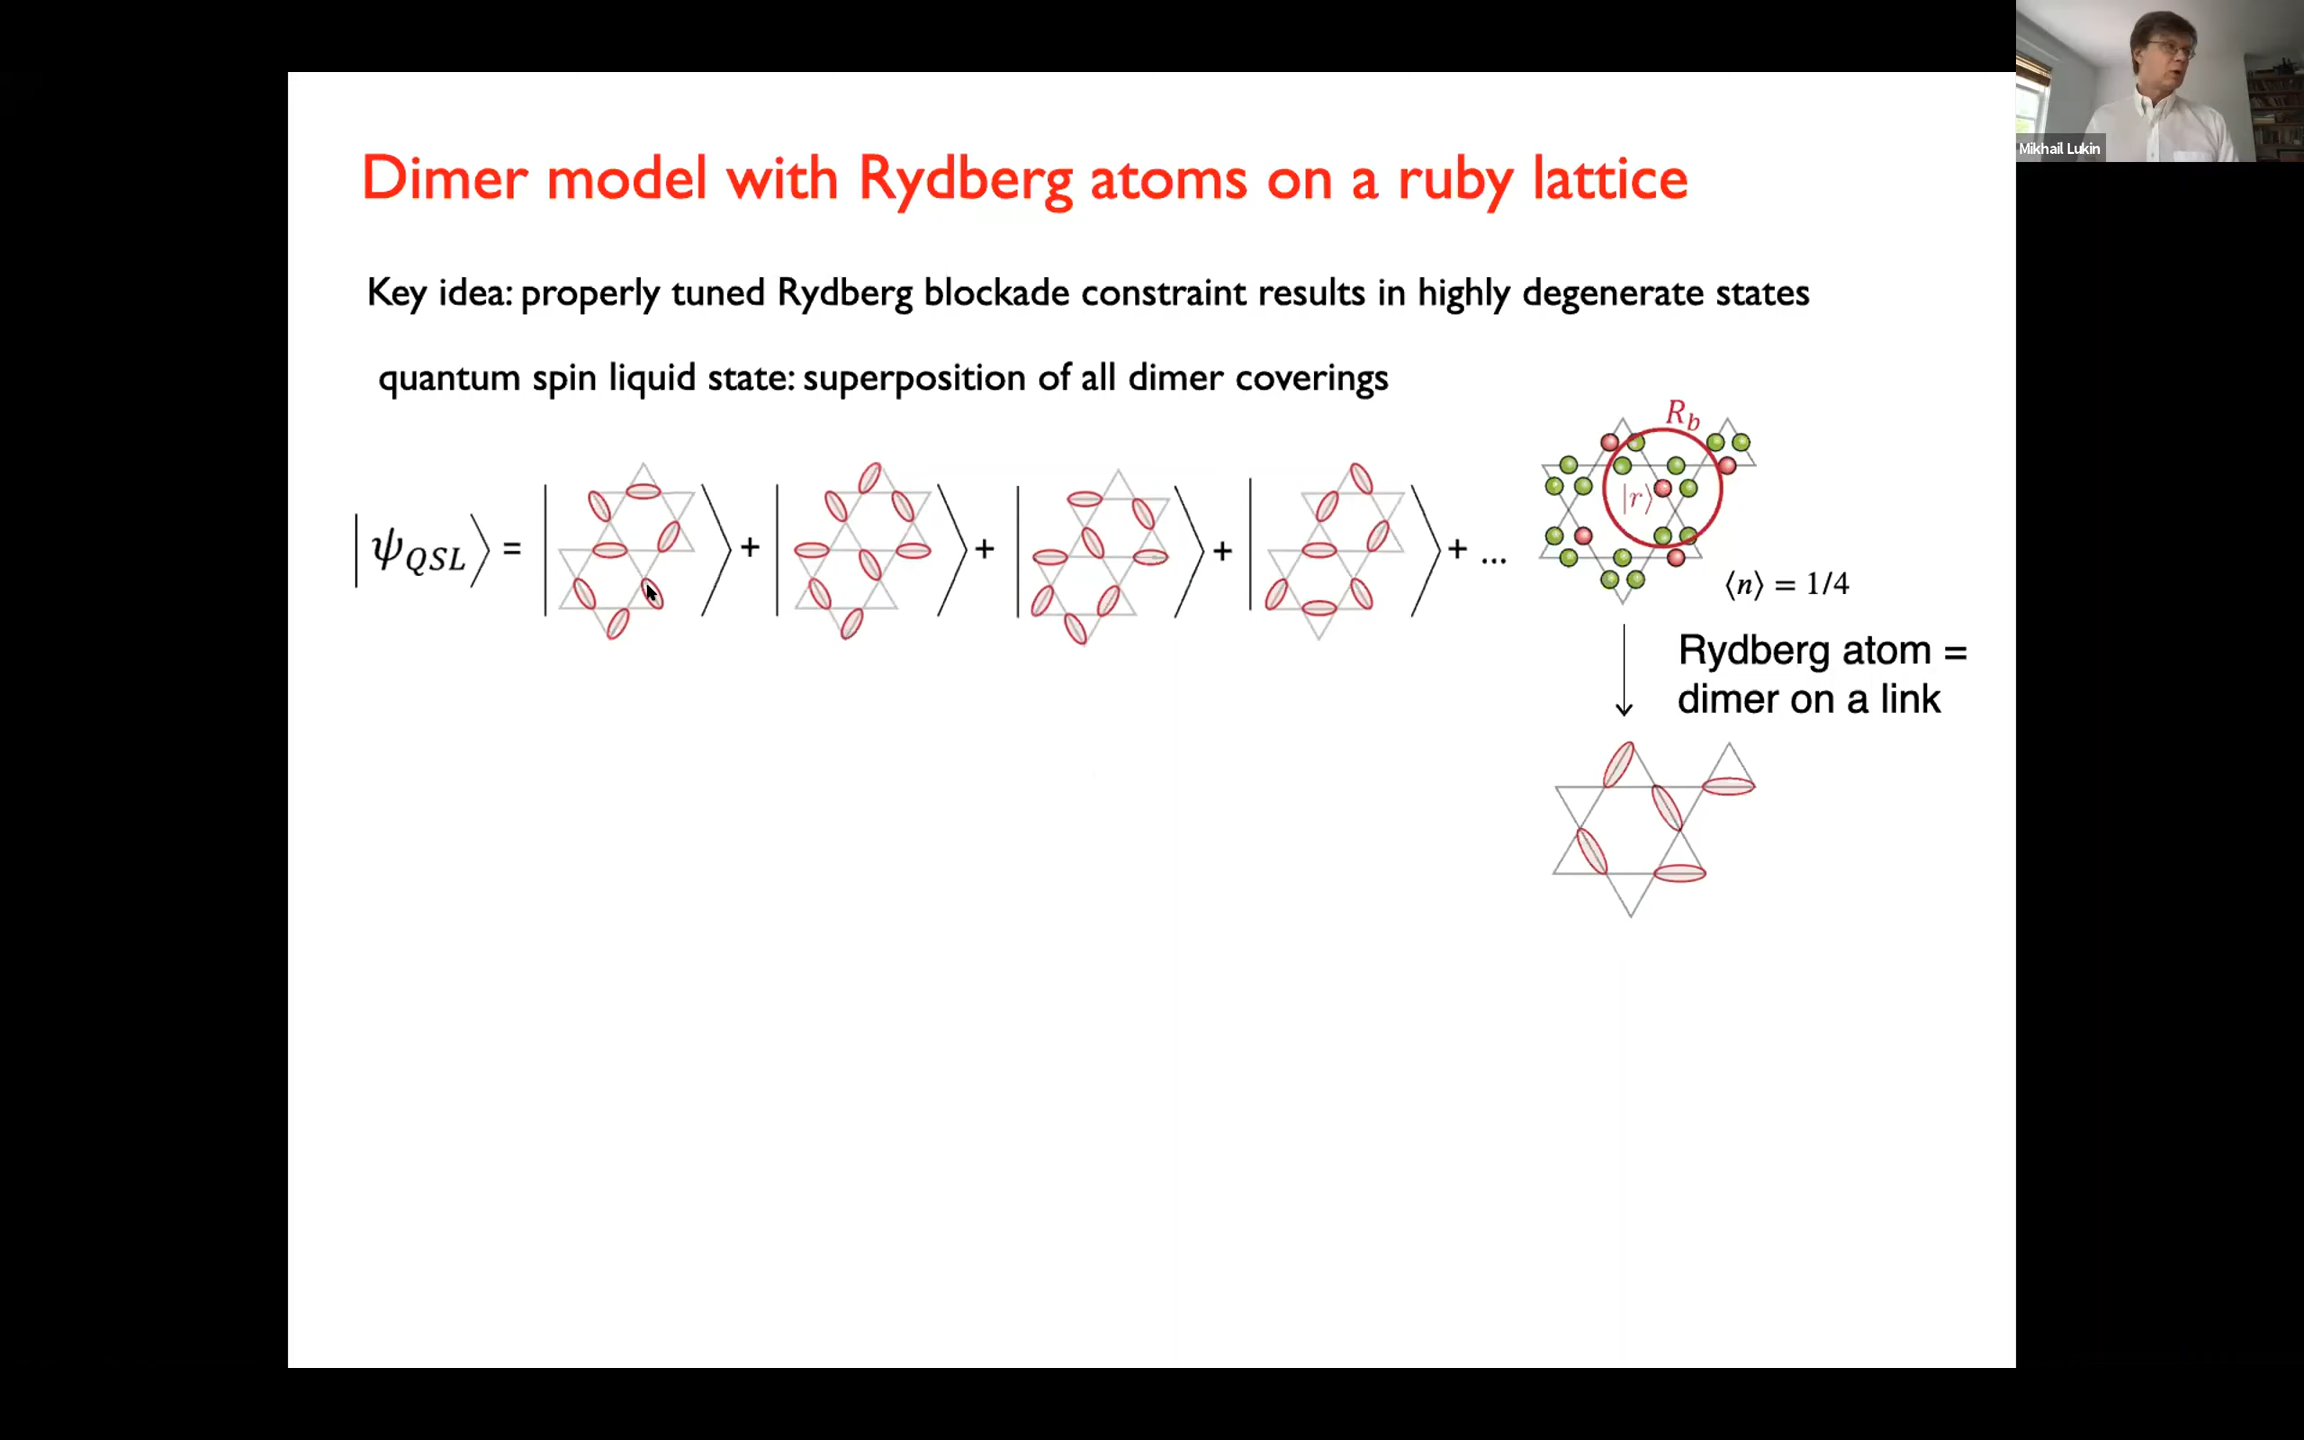 Mikhail Lukin
Dimer model with Rydberg atoms on a ruby lattice
Key idea: properly tuned Rydberg blockade constraint results in highly degenerate states
quantum spin liquid state: superposition of all dimer coverings
|ψQSL⟩ = | ⟩ + | ⟩ + | ⟩ + | ⟩ + ...
Rb
|r⟩
⟨n⟩ = 1/4
Rydberg atom =
dimer on a link